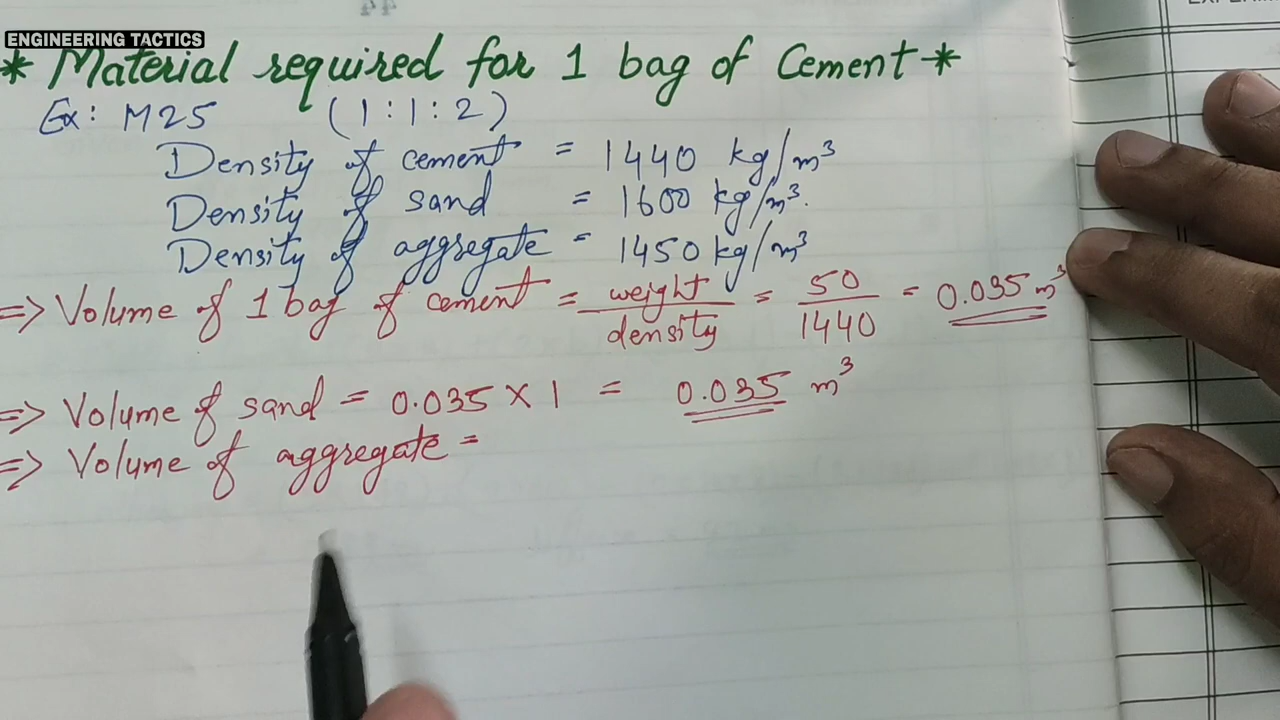 ENGINEERING TACTICS
* Material required for 1 bag of Cement *
Ex: M25 (1:1:2)
Density of cement = 1440 kg/m³
Density of sand = 1600 kg/m³.
Density of aggregate = 1450 kg/m³
=> Volume of 1 bag of cement = weight/density = 50/1440 = 0.035 m³
=> Volume of sand = 0.035 × 1 = 0.035 m³
=> Volume of aggregate =